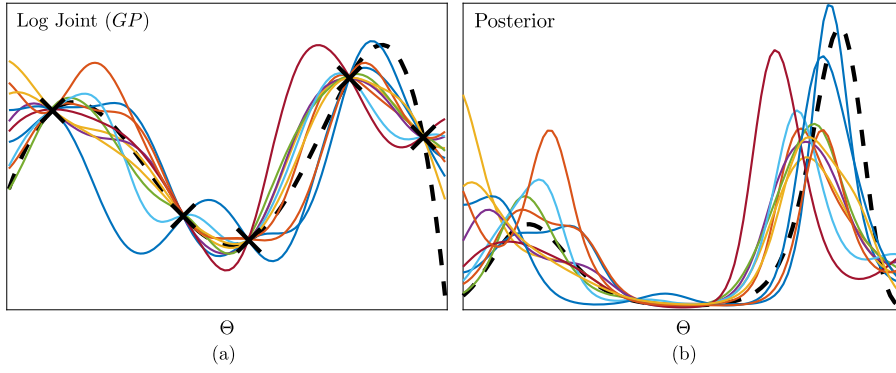 Log Joint (GP)
Posterior
Θ
Θ
(a)
(b)